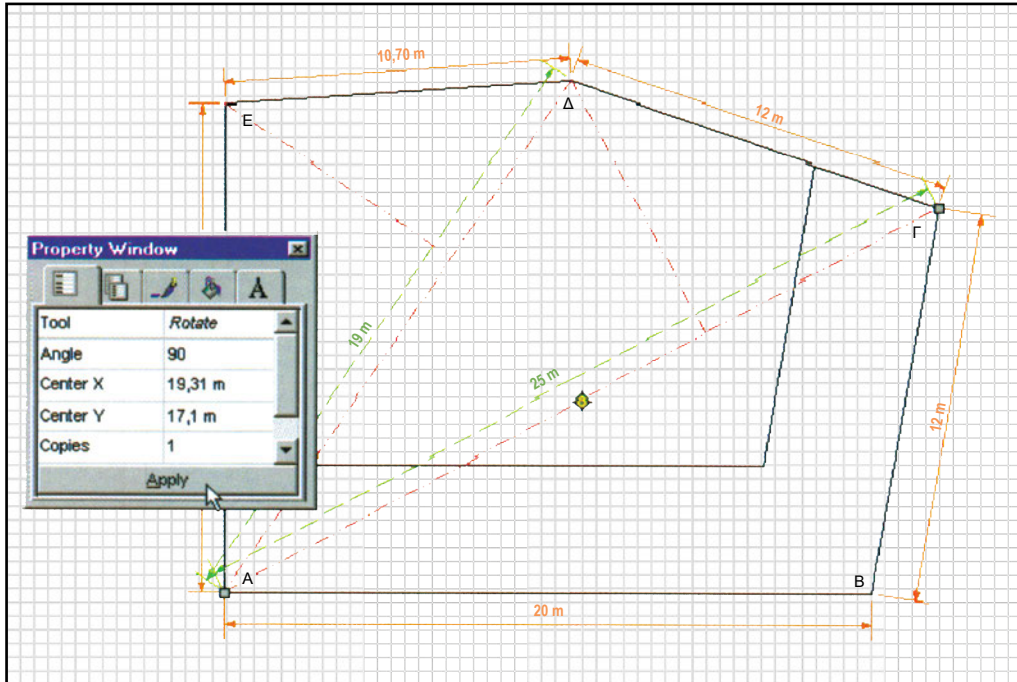 10,70 m
12 m
Ε
Δ
Γ
Property Window
A
Tool Rotate
Angle 90
Center X 19,31 m
Center Y 17,1 m
Copies 1
Apply
19 m
25 m
12 m
Α
Β
20 m